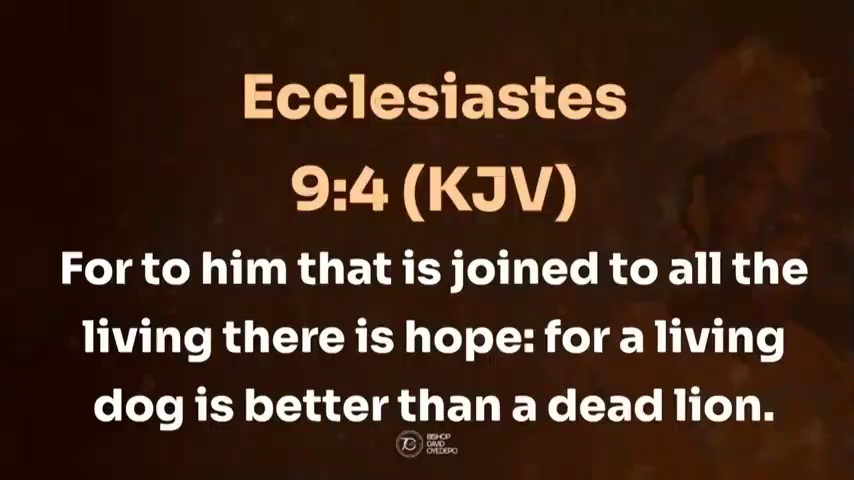 Ecclesiastes
9:4 (KJV)
For to him that is joined to all the
living there is hope: for a living
dog is better than a dead lion.
BISHOP
DAVID
OYEDEPO